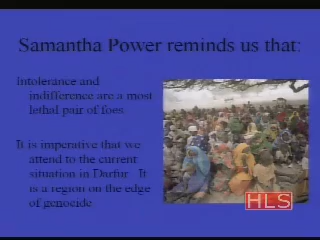 Samantha Power reminds us that:
Intolerance and
indifference are a most
lethal pair of foes
It is imperative that we
attend to the current
situation in Darfur. It
is a region on the edge
of genocide
HLS